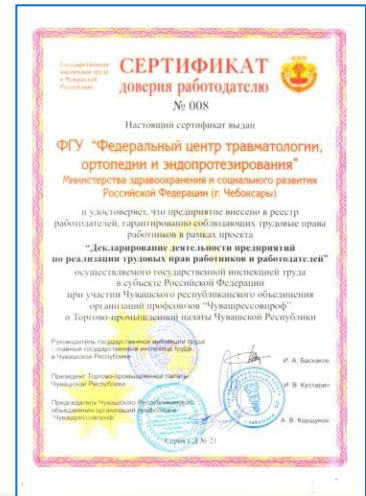 Государственная
инспекция труда
в Чувашской
Республике
СЕРТИФИКАТ
доверия работодателю
№ 008
Настоящий сертификат выдан
ФГУ “Федеральный центр травматологии,
ортопедии и эндопротезирования”
Министерства здравоохранения и социального развития
Российской Федерации (г. Чебоксары)
и удостоверяет, что предприятие внесено в реестр
работодателей, гарантированно соблюдающих трудовые права
работников в рамках проекта
“Декларирование деятельности предприятий
по реализации трудовых прав работников и работодателей”
осуществляемого государственной инспекцией труда
в субъекте Российской Федерации
при участии Чувашского республиканского объединения
организаций профсоюзов “Чувашрессовпроф”
и Торгово-промышленной палаты Чувашской Республики
Руководитель государственной инспекции труда
- главный государственный инспектор труда
в Чувашской Республике
И. А. Баскаков
Президент Торгово-промышленной палаты
Чувашской Республики
И. В. Кустарин
Председатель Чувашского Республиканского
объединения организаций профсоюзов
“Чувашрессовпроф”
А. В. Коршунов
Серия СД № 21